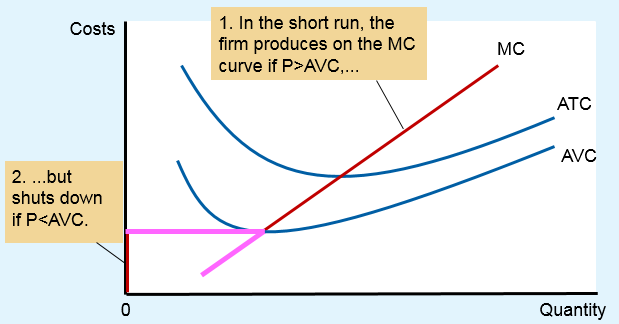 Costs
1. In the short run, the
firm produces on the MC
curve if P>AVC,...
MC
ATC
AVC
2. ...but
shuts down
if P<AVC.
0
Quantity